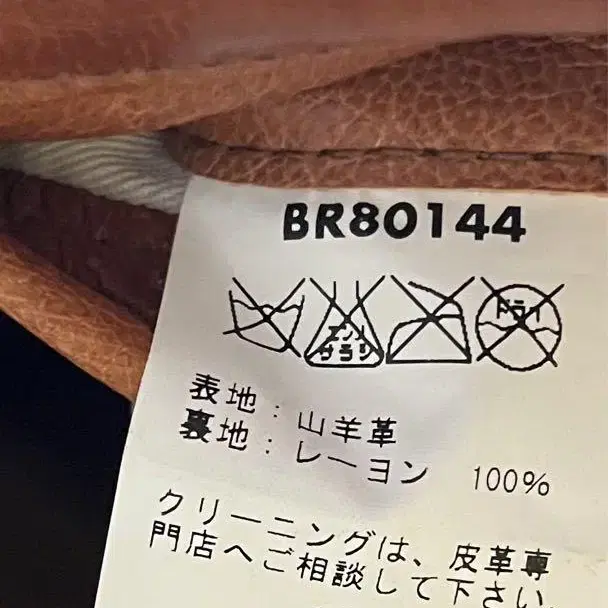 BR80144
エンソ
サラシ
ドライ
表地：山羊革
裏地：レーヨン 100%
クリーニングは、皮革専
門店へご相談して下さい。